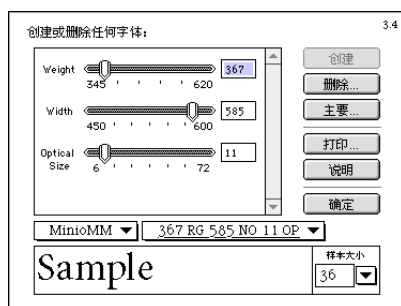 创建或删除任何字体：
3.4
Weight
367
345
620
Width
585
450
600
Optical
Size
11
6
72
创建
删除...
主要...
打印...
说明
确定
MinioMM
367 RG 585 NO 11 OP
Sample
样本大小
36